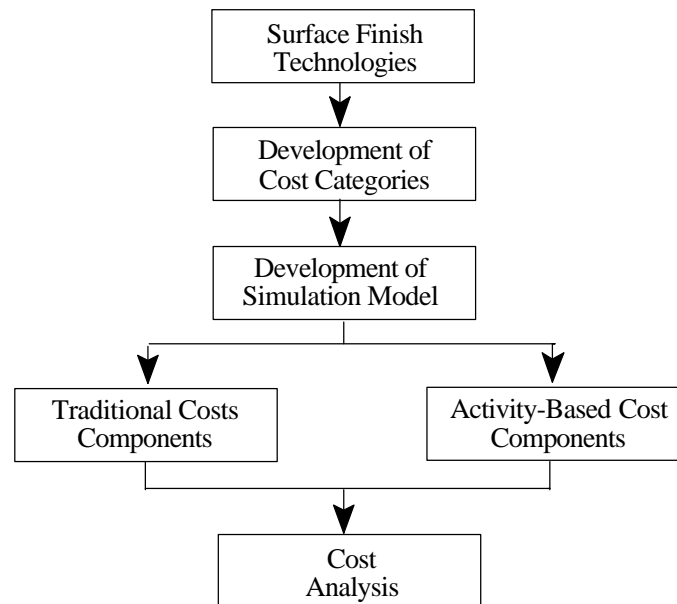 Surface Finish
Technologies
Development of
Cost Categories
Development of
Simulation Model
Traditional Costs
Components
Activity-Based Cost
Components
Cost
Analysis